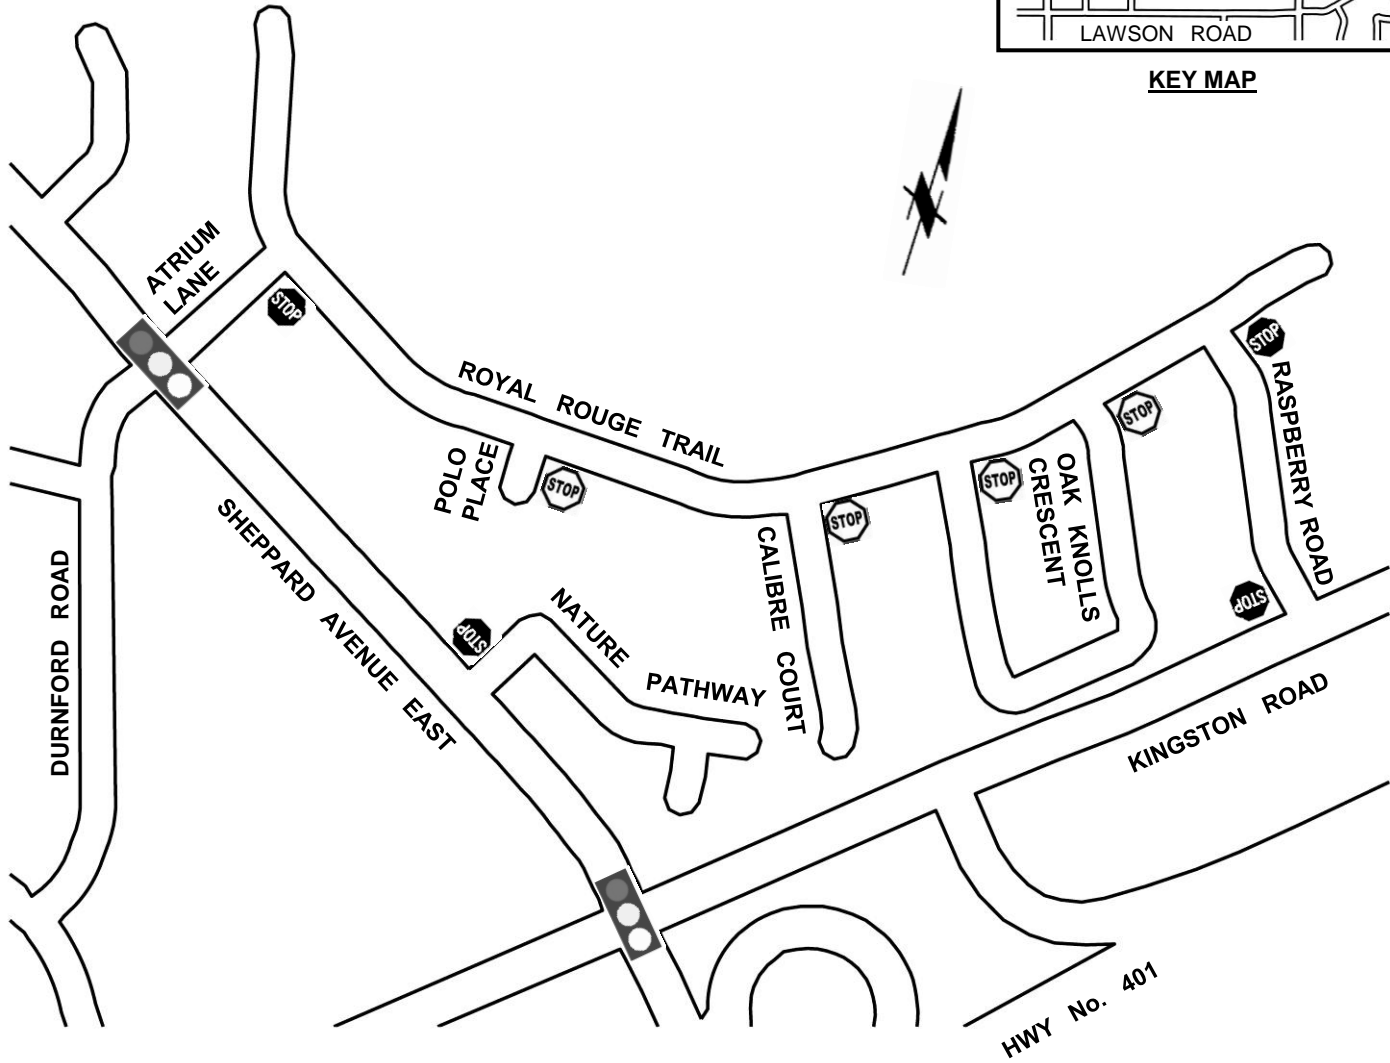 LAWSON ROAD
KEY MAP
ATRIUM
LANE
STOP
STOP
ROYAL ROUGE TRAIL
RASPBERRY ROAD
STOP
POLO
PLACE
STOP
STOP
OAK KNOLLS
CRESCENT
STOP
SHEPPARD AVENUE EAST
CALIBRE COURT
DURNFORD ROAD
NATURE
PATHWAY
STOP
STOP
KINGSTON ROAD
HWY No. 401